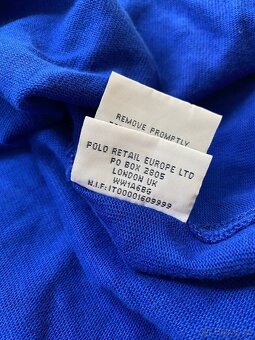 REMOVE PROMPTLY
POLO RETAIL EUROPE LTD
PO BOX 2805
LONDON UK
WW1A6BG
N.I.F:IT00001609999